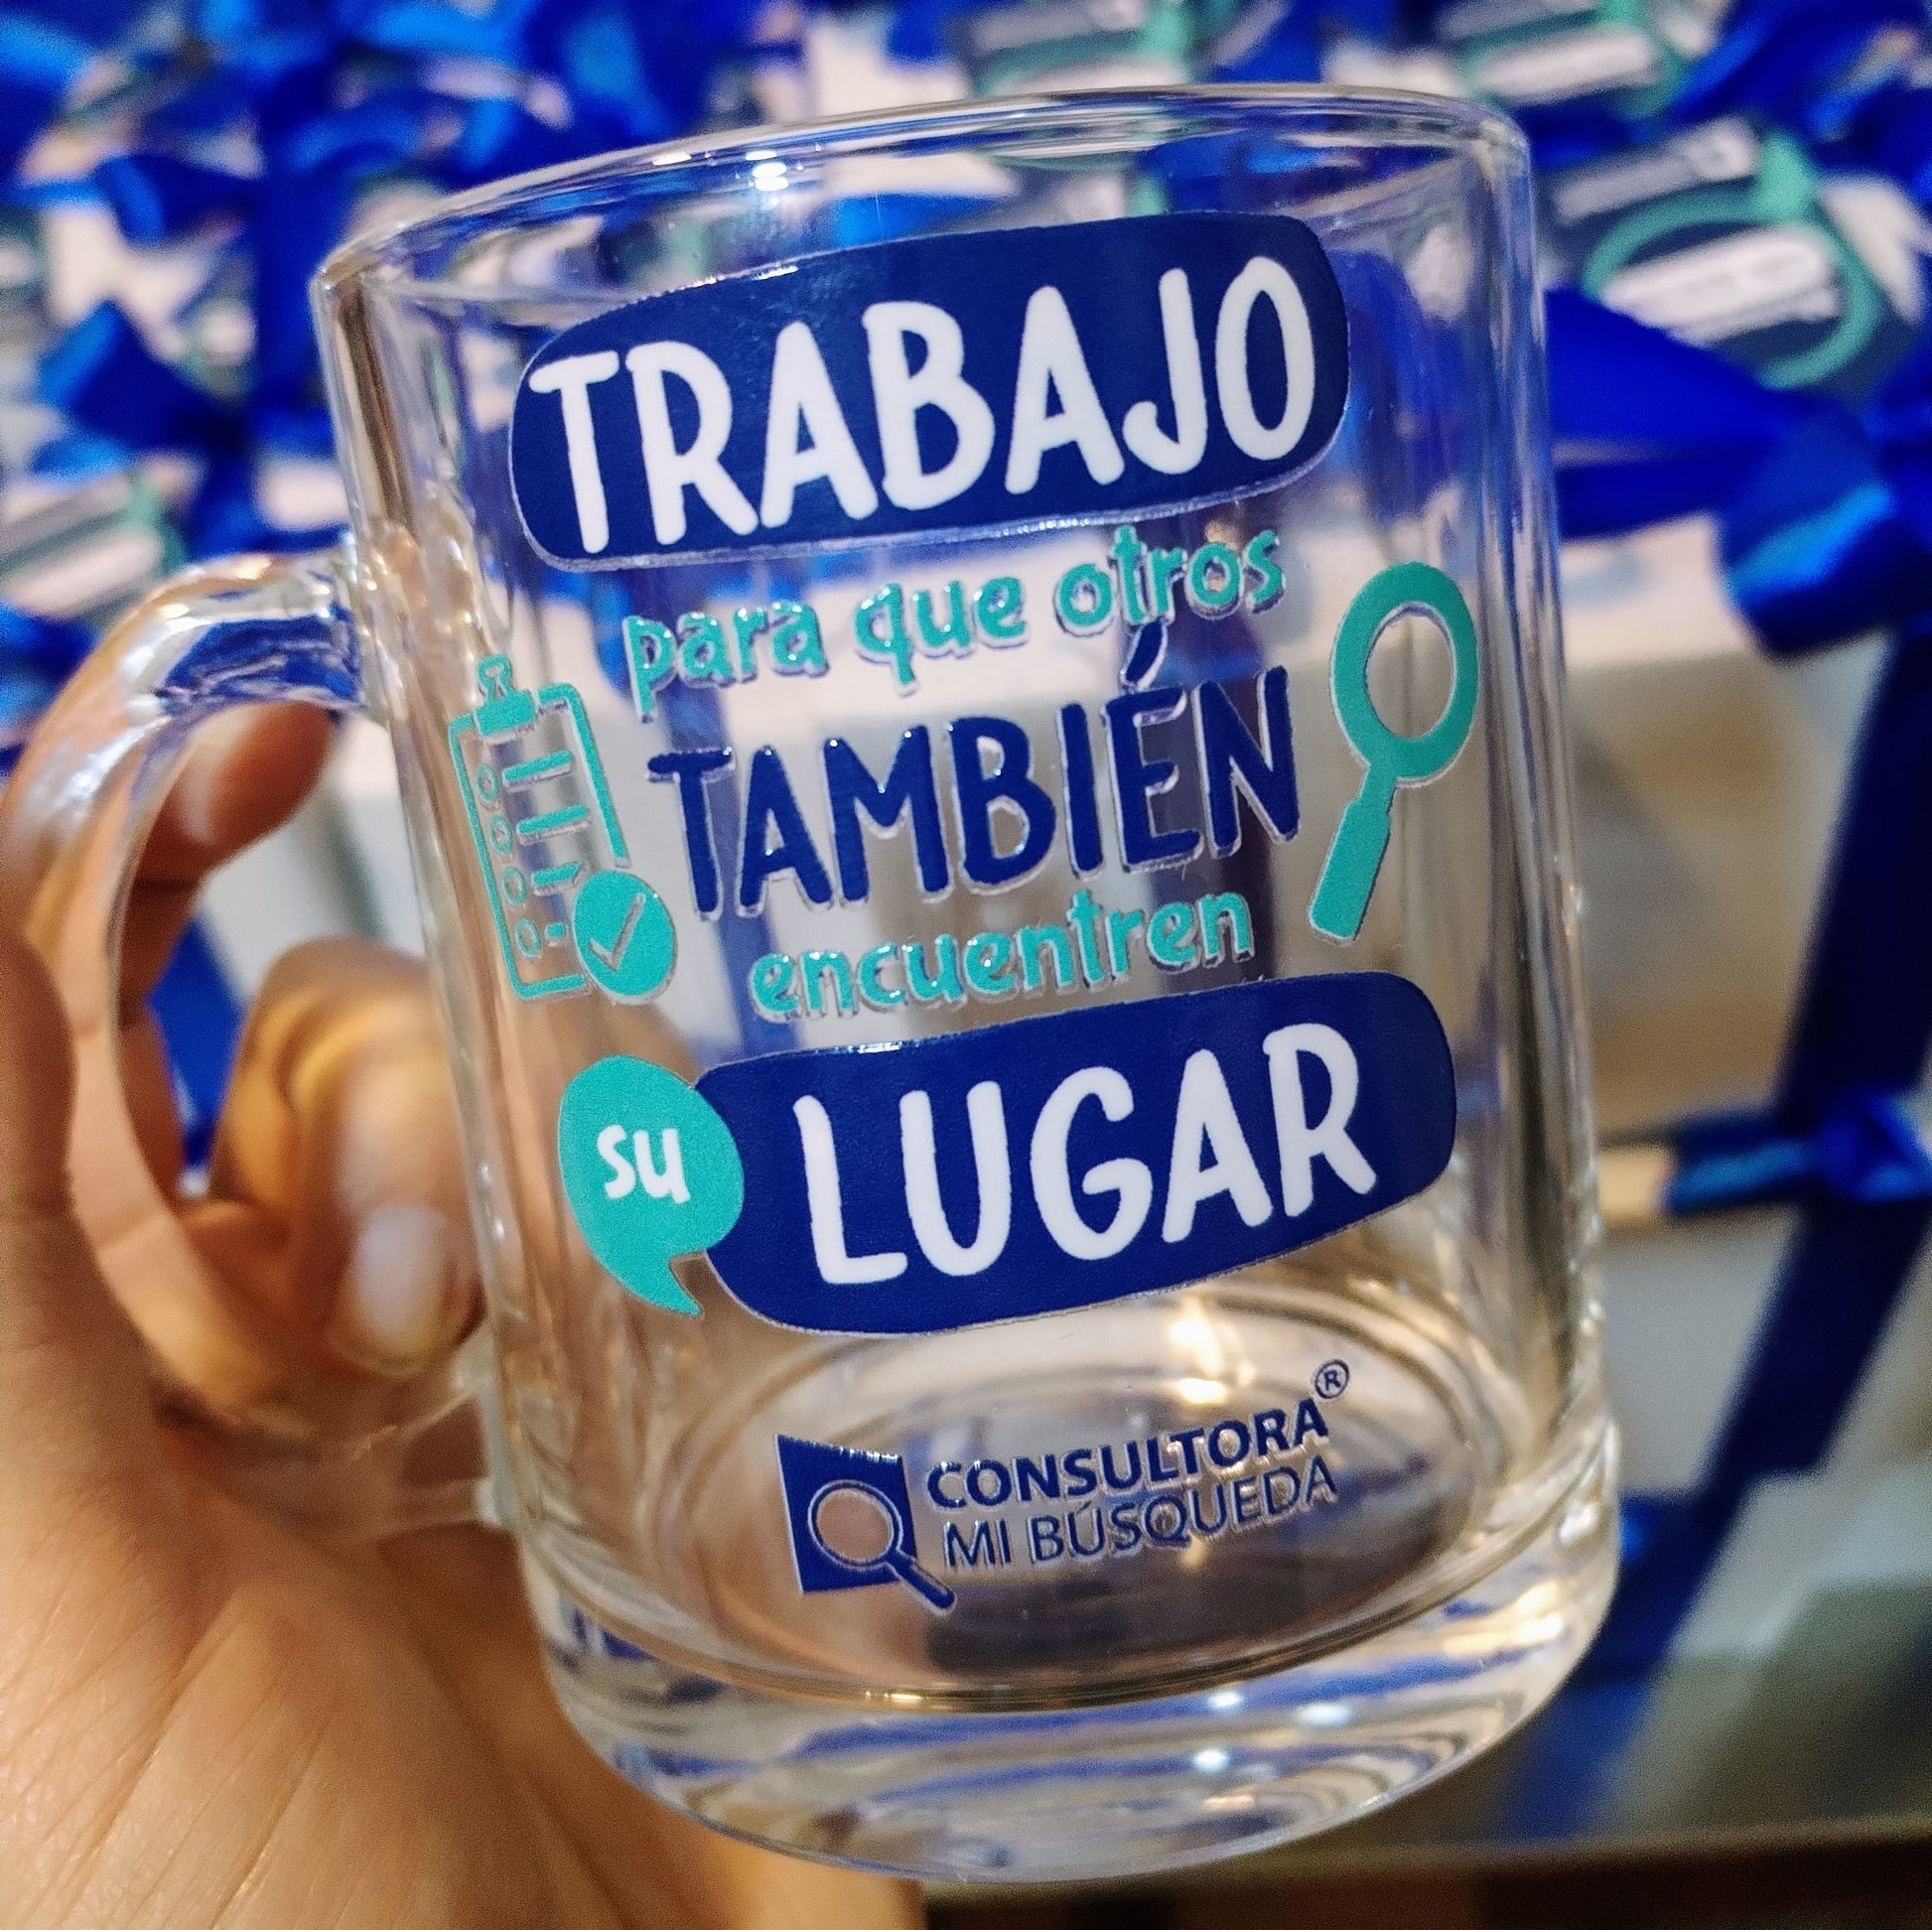 TRABAJO
para que otros
TAMBIÉN
encuentren
su LUGAR
CONSULTORA®
MI BÚSQUEDA